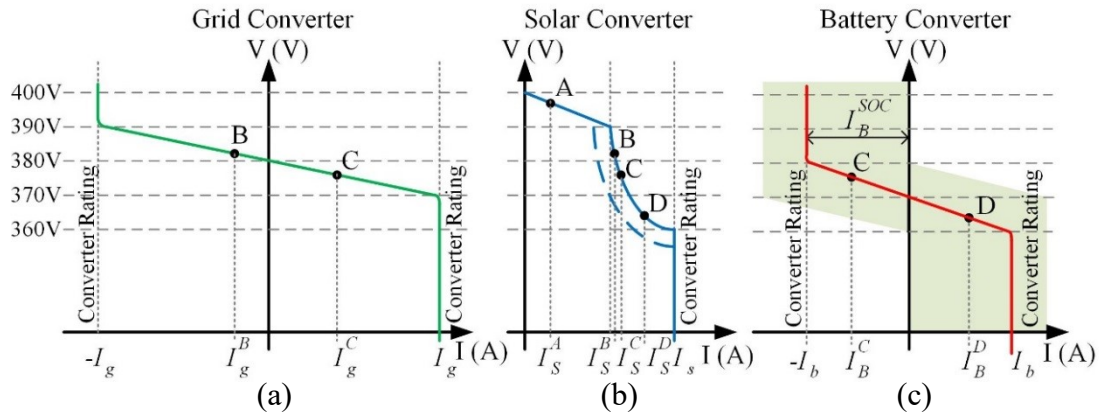 Grid Converter
Solar Converter
Battery Converter
V (V)
V (V)
V (V)
400V
390V
380V
370V
360V
A
B
C
B
C
D
C
D
I_B^{SOC}
Converter Rating
Converter Rating
Converter Rating
Converter Rating
Converter Rating
-I_g
I_g^B
I_g^C
I_g
I (A)
I_S^A
I_S^B
I_S^C
I_S^D
I_s
I (A)
-I_b
I_B^C
I_B^D
I_b
I (A)
(a)
(b)
(c)